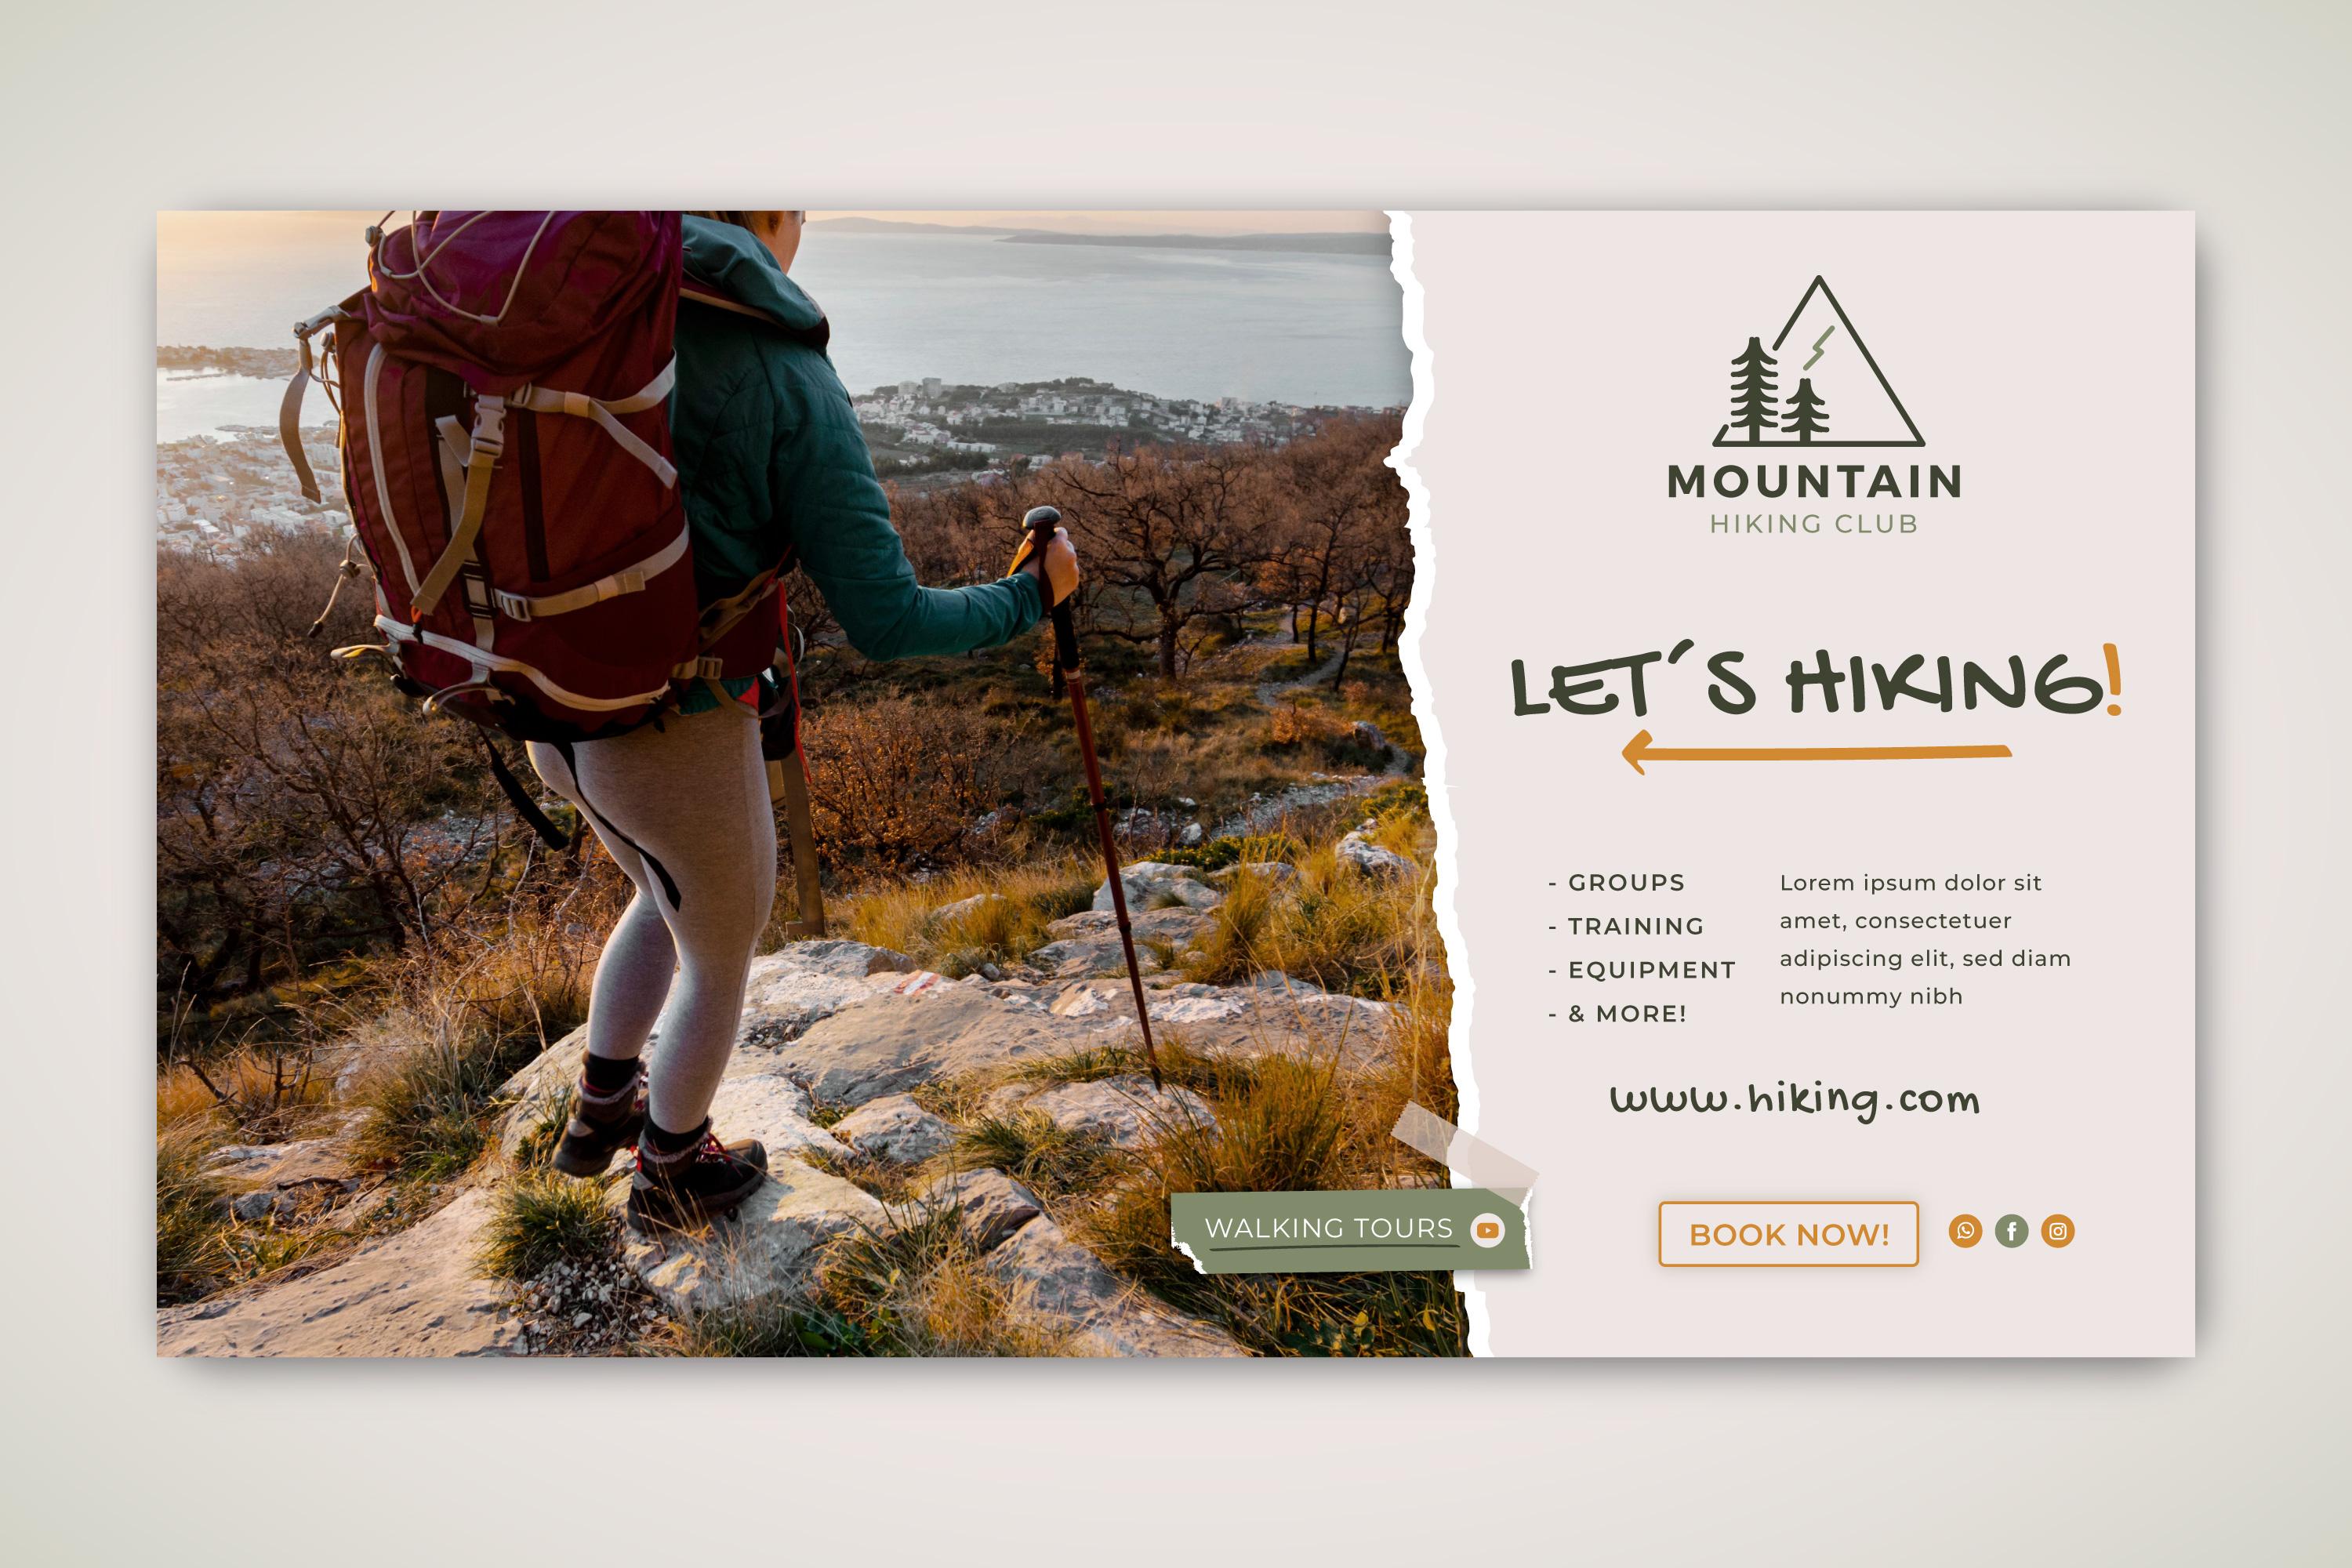 MOUNTAIN
HIKING CLUB
LET´S HIKING!
- GROUPS
- TRAINING
- EQUIPMENT
- & MORE!
Lorem ipsum dolor sit
amet, consectetuer
adipiscing elit, sed diam
nonummy nibh
www.hiking.com
WALKING TOURS
BOOK NOW!